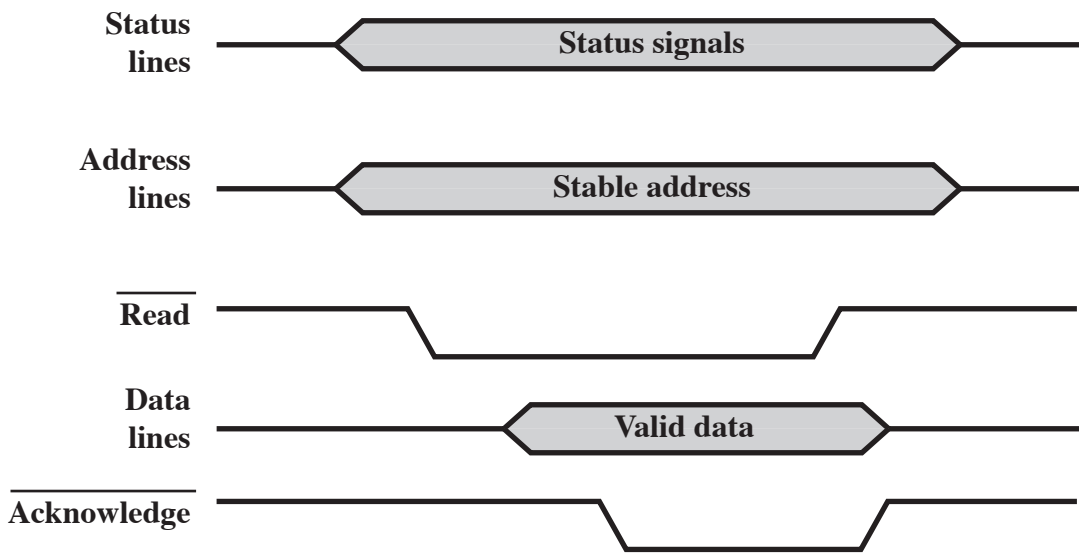 Status
lines
Status signals
Address
lines
Stable address
Read
Data
lines
Valid data
Acknowledge